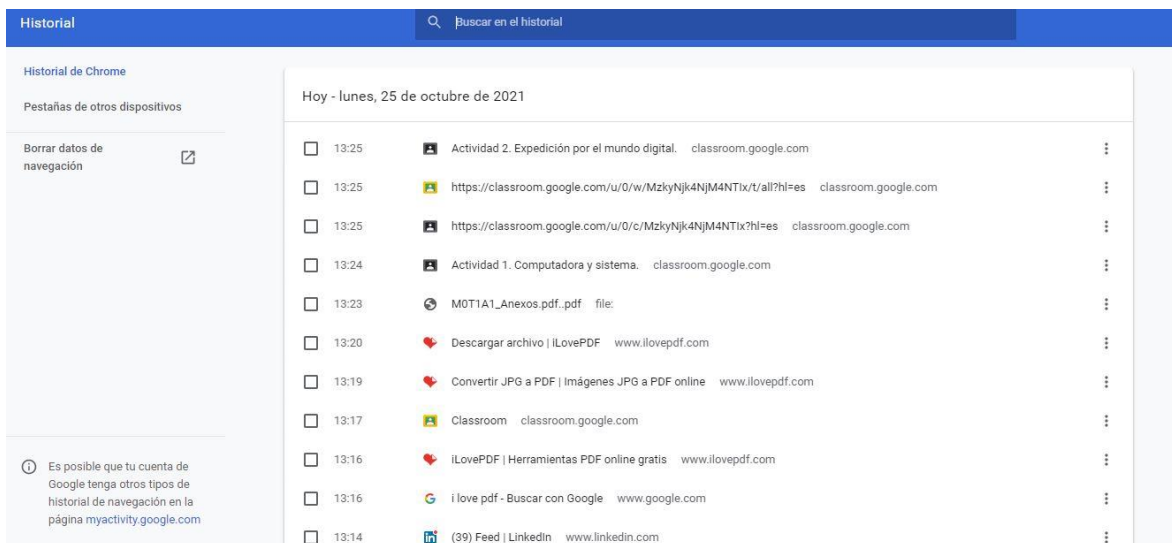 Historial
Buscar en el historial
Historial de Chrome
Pestañas de otros dispositivos
Borrar datos de
navegación
Es posible que tu cuenta de
Google tenga otros tipos de
historial de navegación en la
página myactivity.google.com
Hoy - lunes, 25 de octubre de 2021
13:25 Actividad 2. Expedición por el mundo digital. classroom.google.com
13:25 https://classroom.google.com/u/0/w/MzkyNjk4NjM4NTIx/t/all?hl=es classroom.google.com
13:25 https://classroom.google.com/u/0/c/MzkyNjk4NjM4NTIx?hl=es classroom.google.com
13:24 Actividad 1. Computadora y sistema. classroom.google.com
13:23 M0T1A1_Anexos.pdf..pdf file:
13:20 Descargar archivo | iLovePDF www.ilovepdf.com
13:19 Convertir JPG a PDF | Imágenes JPG a PDF online www.ilovepdf.com
13:17 Classroom classroom.google.com
13:16 iLovePDF | Herramientas PDF online gratis www.ilovepdf.com
13:16 i love pdf - Buscar con Google www.google.com
13:14 (39) Feed | LinkedIn www.linkedin.com